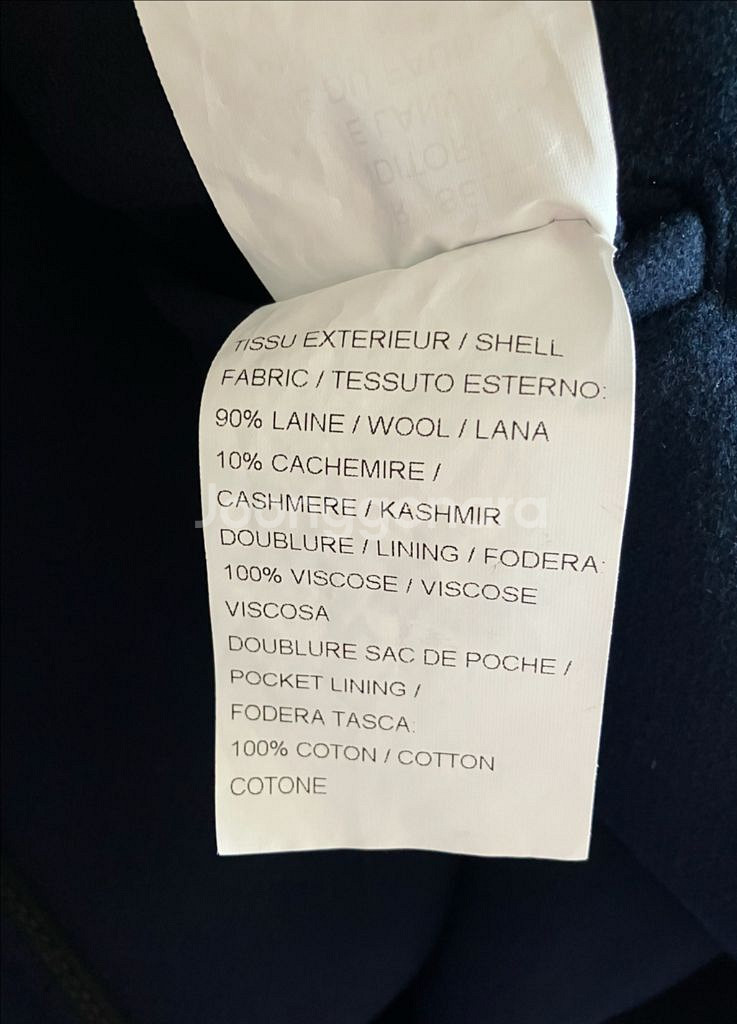 TISSU EXTERIEUR / SHELL
FABRIC / TESSUTO ESTERNO:
90% LAINE / WOOL / LANA
10% CACHEMIRE /
CASHMERE / KASHMIR
Joonggonara
DOUBLURE / LINING / FODERA:
100% VISCOSE / VISCOSE
VISCOSA
DOUBLURE SAC DE POCHE /
POCKET LINING /
FODERA TASCA:
100% COTON / COTTON
COTONE